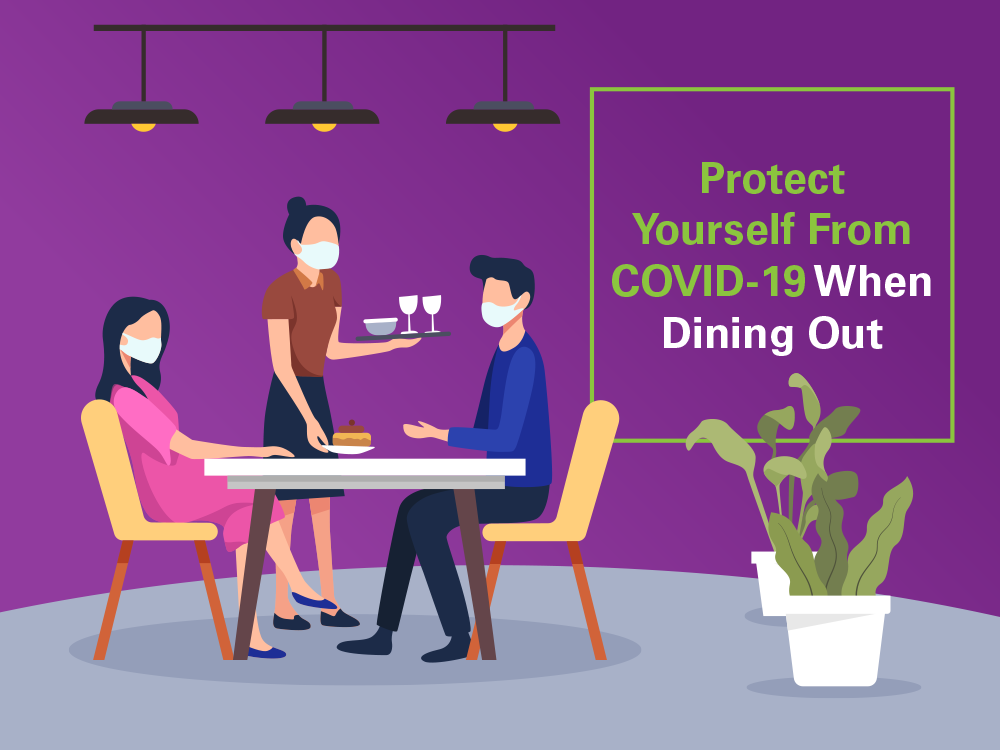 Protect
Yourself From
COVID-19 When
Dining Out